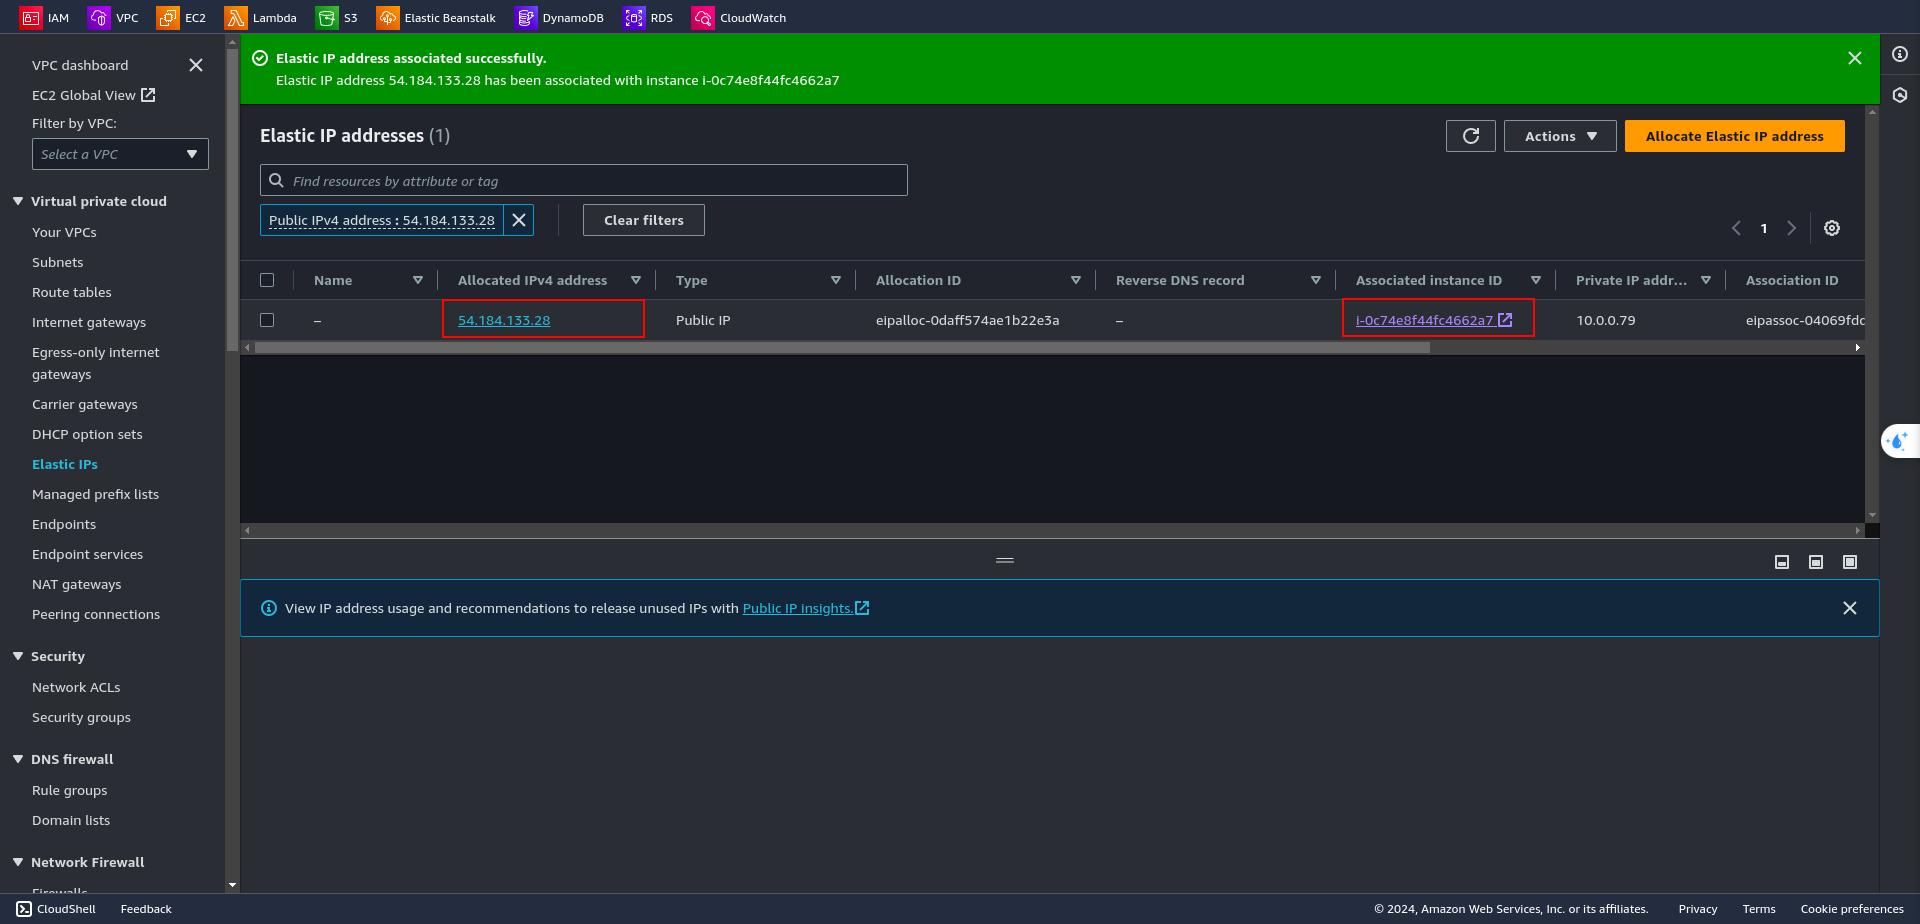 IAM VPC EC2 Lambda S3 Elastic Beanstalk DynamoDB RDS CloudWatch
VPC dashboard
EC2 Global View
Filter by VPC:
Select a VPC
Virtual private cloud
Your VPCs
Subnets
Route tables
Internet gateways
Egress-only internet
gateways
Carrier gateways
DHCP option sets
Elastic IPs
Managed prefix lists
Endpoints
Endpoint services
NAT gateways
Peering connections
Security
Network ACLs
Security groups
DNS firewall
Rule groups
Domain lists
Network Firewall
Firewalls
Elastic IP address associated successfully.
Elastic IP address 54.184.133.28 has been associated with instance i-0c74e8f44fc4662a7
Elastic IP addresses (1)
Actions
Allocate Elastic IP address
Find resources by attribute or tag
Public IPv4 address : 54.184.133.28
Clear filters
1
Name Allocated IPv4 address Type Allocation ID Reverse DNS record Associated instance ID Private IP addr... Association ID
– 54.184.133.28 Public IP eipalloc-0daff574ae1b22e3a – i-0c74e8f44fc4662a7 10.0.0.79 eipassoc-04069fdc
View IP address usage and recommendations to release unused IPs with Public IP insights.
CloudShell Feedback © 2024, Amazon Web Services, Inc. or its affiliates. Privacy Terms Cookie preferences